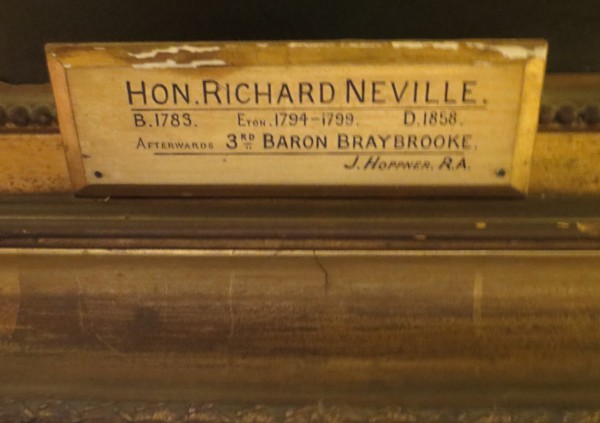 HON. RICHARD NEVILLE.
B. 1783. ETON. 1794-1799. D. 1858.
AFTERWARDS 3RD BARON BRAYBROOKE.
J. HOPPNER. R.A.